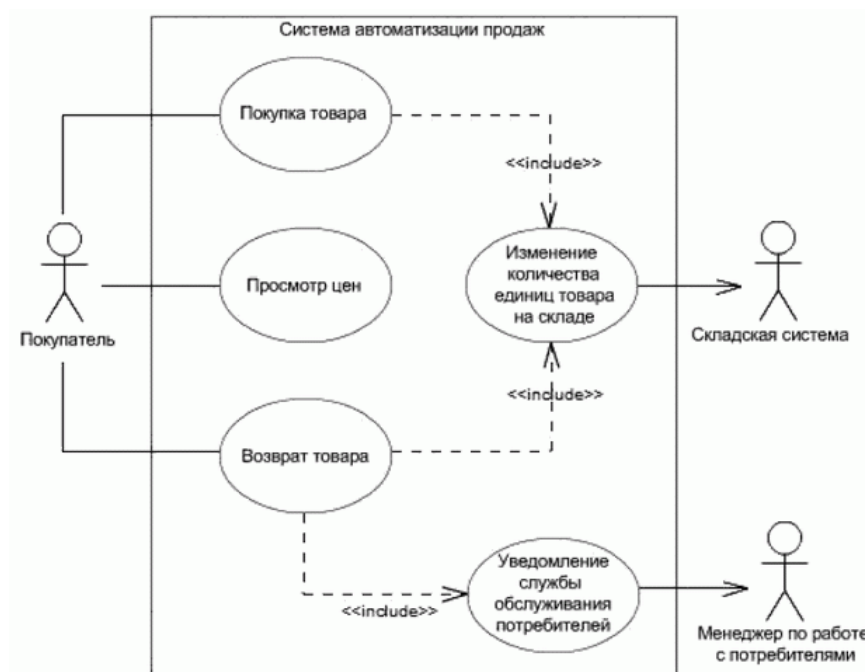 Система автоматизации продаж
Покупка товара
<<include>>
Просмотр цен
Изменение
количества
единиц товара
на складе
Покупатель
Складская система
<<include>>
Возврат товара
Уведомление
службы
обслуживания
потребителей
<<include>>
Менеджер по работе
с потребителями